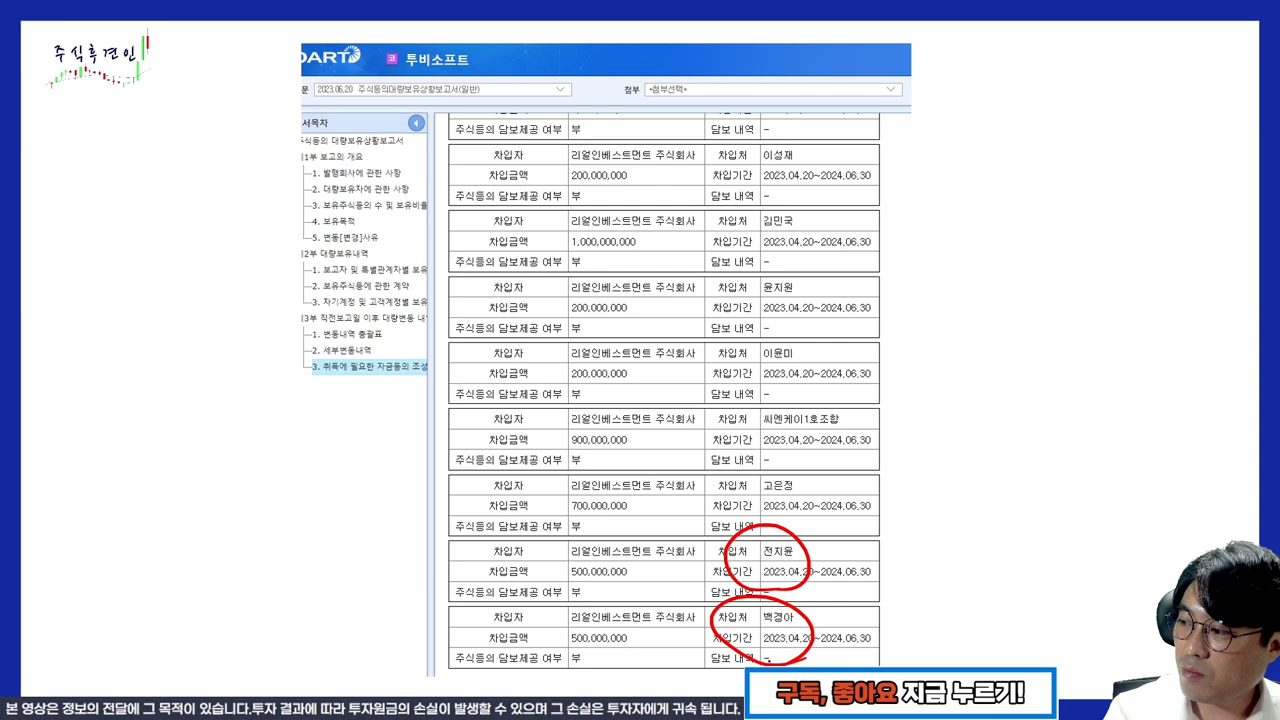 주식후견인
DART 코 투비소프트
문 2023.06.20 주식등의대량보유상황보고서(일반) 첨부 +첨부선택+
서목차
주식등의 대량보유상황보고서
1부 보고의 개요
1. 발행회사에 관한 사항
2. 대량보유자에 관한 사항
3. 보유주식등의 수 및 보유비율
4. 보유목적
5. 변동[변경]사유
제2부 대량보유내역
1. 보고자 및 특별관계자별 보유
2. 보유주식등에 관한 계약
3. 자기계정 및 고객계정별 보유
제3부 직전보고일 이후 대량변동 내
1. 변동내역 총괄표
2. 세부변동내역
3. 취득에 필요한 자금등의 조성
주식등의 담보제공 여부 부 담보 내역 -
차입자 리얼인베스트먼트 주식회사 차입처 이성재
차입금액 200,000,000 차입기간 2023.04.20~2024.06.30
주식등의 담보제공 여부 부 담보 내역 -
차입자 리얼인베스트먼트 주식회사 차입처 김민국
차입금액 1,000,000,000 차입기간 2023.04.20~2024.06.30
주식등의 담보제공 여부 부 담보 내역 -
차입자 리얼인베스트먼트 주식회사 차입처 윤지원
차입금액 200,000,000 차입기간 2023.04.20~2024.06.30
주식등의 담보제공 여부 부 담보 내역 -
차입자 리얼인베스트먼트 주식회사 차입처 이윤미
차입금액 200,000,000 차입기간 2023.04.20~2024.06.30
주식등의 담보제공 여부 부 담보 내역 -
차입자 리얼인베스트먼트 주식회사 차입처 씨엔케이1호조합
차입금액 900,000,000 차입기간 2023.04.20~2024.06.30
주식등의 담보제공 여부 부 담보 내역 -
차입자 리얼인베스트먼트 주식회사 차입처 고은정
차입금액 700,000,000 차입기간 2023.04.20~2024.06.30
주식등의 담보제공 여부 부 담보 내역
차입자 리얼인베스트먼트 주식회사 차입처 전지윤
차입금액 500,000,000 차입기간 2023.04.20~2024.06.30
주식등의 담보제공 여부 부 담보 내역 -
차입자 리얼인베스트먼트 주식회사 차입처 백경아
차입금액 500,000,000 차입기간 2023.04.20~2024.06.30
주식등의 담보제공 여부 부 담보 내역 -
구독, 좋아요 지금 누르기!
본 영상은 정보의 전달에 그 목적이 있습니다.투자 결과에 따라 투자원금의 손실이 발생할 수 있으며 그 손실은 투자자에게 귀속 됩니다.